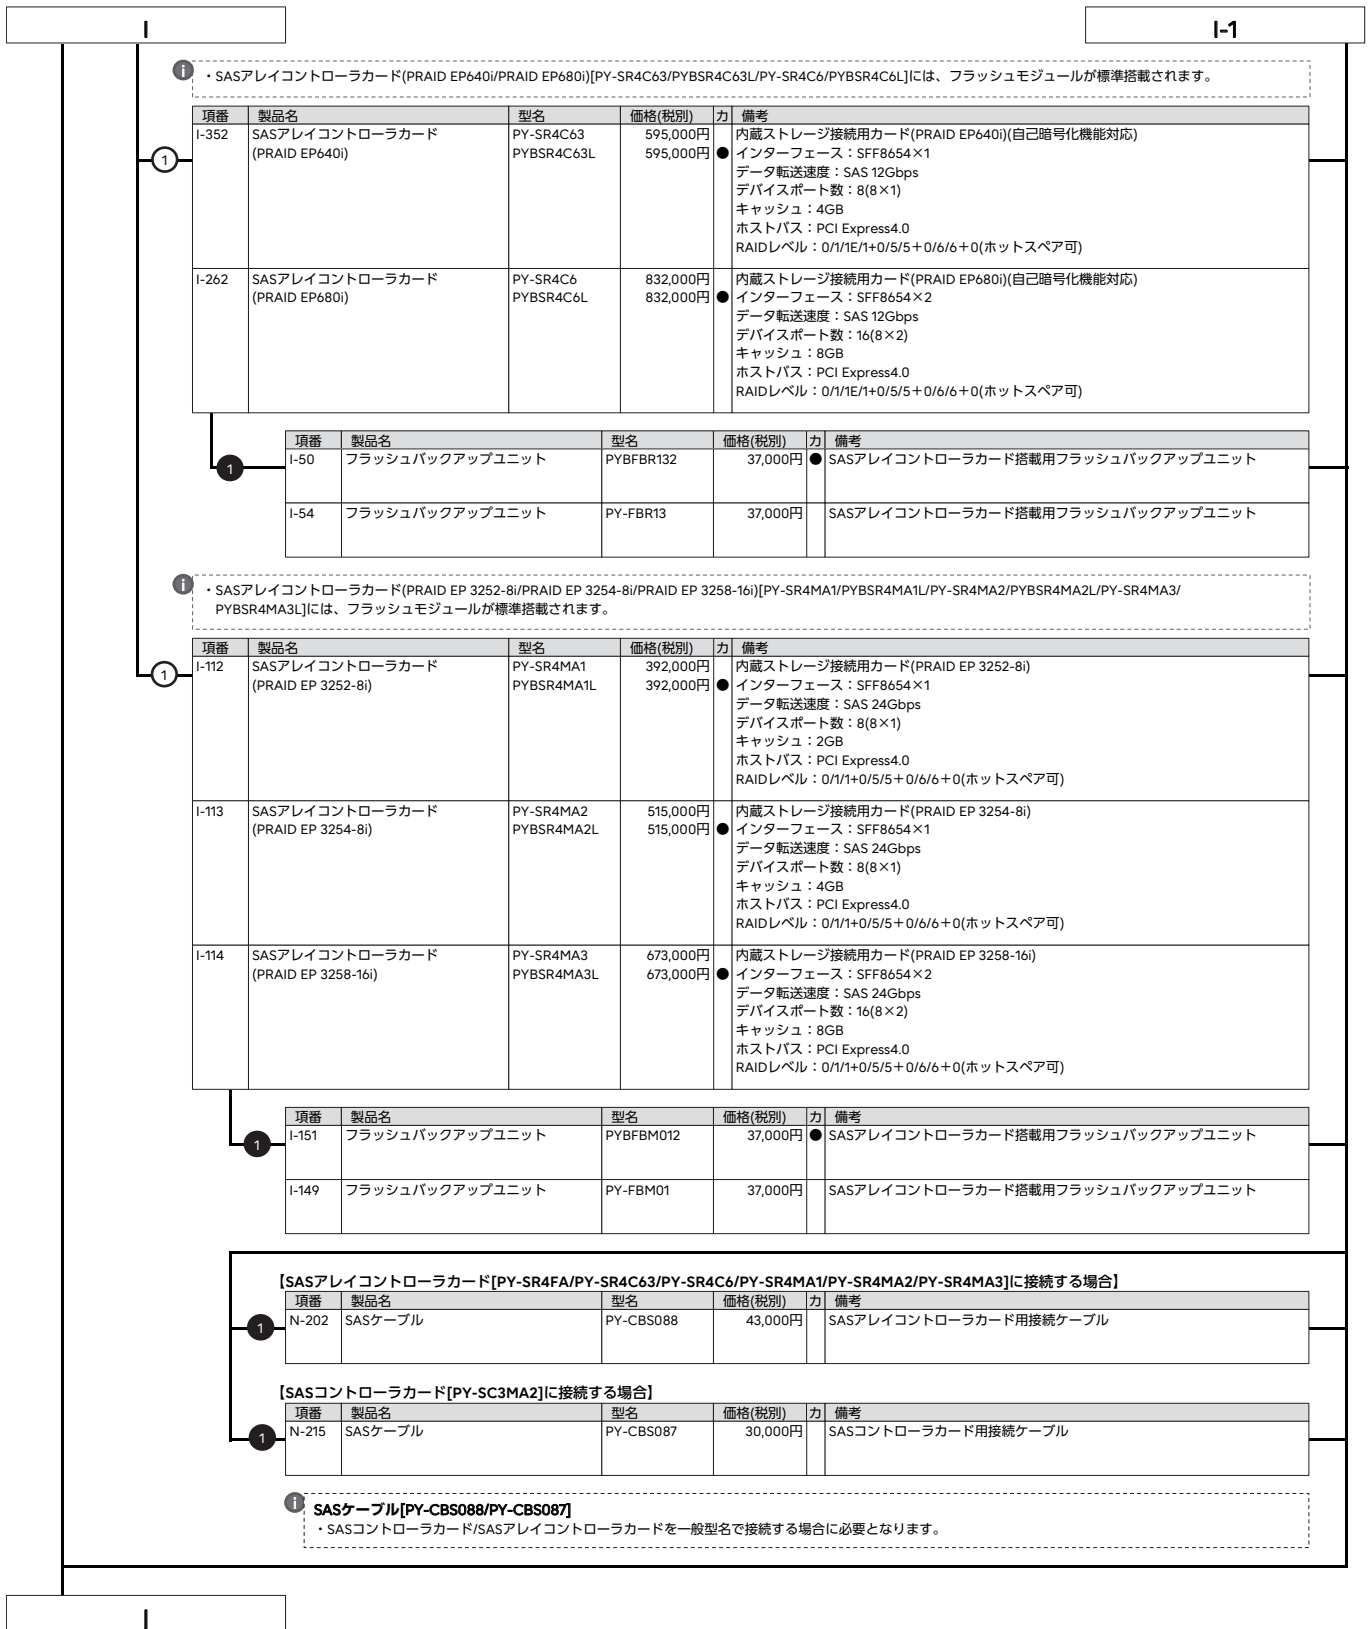 I
I-1
・SASアレイコントローラカード(PRAID EP640i/PRAID EP680i)[PY-SR4C63/PYBSR4C63L/PY-SR4C6/PYBSR4C6L]には、フラッシュモジュールが標準搭載されます。
項番 製品名 型名 価格(税別) カ 備考
I-352 SASアレイコントローラカード PY-SR4C63 595,000円 内蔵ストレージ接続用カード(PRAID EP640i)(自己暗号化機能対応)
1 (PRAID EP640i) PYBSR4C63L 595,000円 ● インターフェース：SFF8654×1
データ転送速度：SAS 12Gbps
デバイスポート数：8(8×1)
キャッシュ：4GB
ホストバス：PCI Express4.0
RAIDレベル：0/1/1E/1+0/5/5＋0/6/6＋0(ホットスペア可)
I-262 SASアレイコントローラカード PY-SR4C6 832,000円 内蔵ストレージ接続用カード(PRAID EP680i)(自己暗号化機能対応)
(PRAID EP680i) PYBSR4C6L 832,000円 ● インターフェース：SFF8654×2
データ転送速度：SAS 12Gbps
デバイスポート数：16(8×2)
キャッシュ：8GB
ホストバス：PCI Express4.0
RAIDレベル：0/1/1E/1+0/5/5＋0/6/6＋0(ホットスペア可)
項番 製品名 型名 価格(税別) カ 備考
1 I-50 フラッシュバックアップユニット PYBFBR132 37,000円 ● SASアレイコントローラカード搭載用フラッシュバックアップユニット
I-54 フラッシュバックアップユニット PY-FBR13 37,000円 SASアレイコントローラカード搭載用フラッシュバックアップユニット
・SASアレイコントローラカード(PRAID EP 3252-8i/PRAID EP 3254-8i/PRAID EP 3258-16i)[PY-SR4MA1/PYBSR4MA1L/PY-SR4MA2/PYBSR4MA2L/PY-SR4MA3/
PYBSR4MA3L]には、フラッシュモジュールが標準搭載されます。
項番 製品名 型名 価格(税別) カ 備考
1 I-112 SASアレイコントローラカード PY-SR4MA1 392,000円 内蔵ストレージ接続用カード(PRAID EP 3252-8i)
(PRAID EP 3252-8i) PYBSR4MA1L 392,000円 ● インターフェース：SFF8654×1
データ転送速度：SAS 24Gbps
デバイスポート数：8(8×1)
キャッシュ：2GB
ホストバス：PCI Express4.0
RAIDレベル：0/1/1+0/5/5＋0/6/6＋0(ホットスペア可)
I-113 SASアレイコントローラカード PY-SR4MA2 515,000円 内蔵ストレージ接続用カード(PRAID EP 3254-8i)
(PRAID EP 3254-8i) PYBSR4MA2L 515,000円 ● インターフェース：SFF8654×1
データ転送速度：SAS 24Gbps
デバイスポート数：8(8×1)
キャッシュ：4GB
ホストバス：PCI Express4.0
RAIDレベル：0/1/1+0/5/5＋0/6/6＋0(ホットスペア可)
I-114 SASアレイコントローラカード PY-SR4MA3 673,000円 内蔵ストレージ接続用カード(PRAID EP 3258-16i)
(PRAID EP 3258-16i) PYBSR4MA3L 673,000円 ● インターフェース：SFF8654×2
データ転送速度：SAS 24Gbps
デバイスポート数：16(8×2)
キャッシュ：8GB
ホストバス：PCI Express4.0
RAIDレベル：0/1/1+0/5/5＋0/6/6＋0(ホットスペア可)
項番 製品名 型名 価格(税別) カ 備考
1 I-151 フラッシュバックアップユニット PYBFBM012 37,000円 ● SASアレイコントローラカード搭載用フラッシュバックアップユニット
I-149 フラッシュバックアップユニット PY-FBM01 37,000円 SASアレイコントローラカード搭載用フラッシュバックアップユニット
【SASアレイコントローラカード[PY-SR4FA/PY-SR4C63/PY-SR4C6/PY-SR4MA1/PY-SR4MA2/PY-SR4MA3]に接続する場合】
項番 製品名 型名 価格(税別) カ 備考
1 N-202 SASケーブル PY-CBS088 43,000円 SASアレイコントローラカード用接続ケーブル
【SASコントローラカード[PY-SC3MA2]に接続する場合】
項番 製品名 型名 価格(税別) カ 備考
1 N-215 SASケーブル PY-CBS087 30,000円 SASコントローラカード用接続ケーブル
SASケーブル[PY-CBS088/PY-CBS087]
・SASコントローラカード/SASアレイコントローラカードを一般型名で接続する場合に必要となります。
I